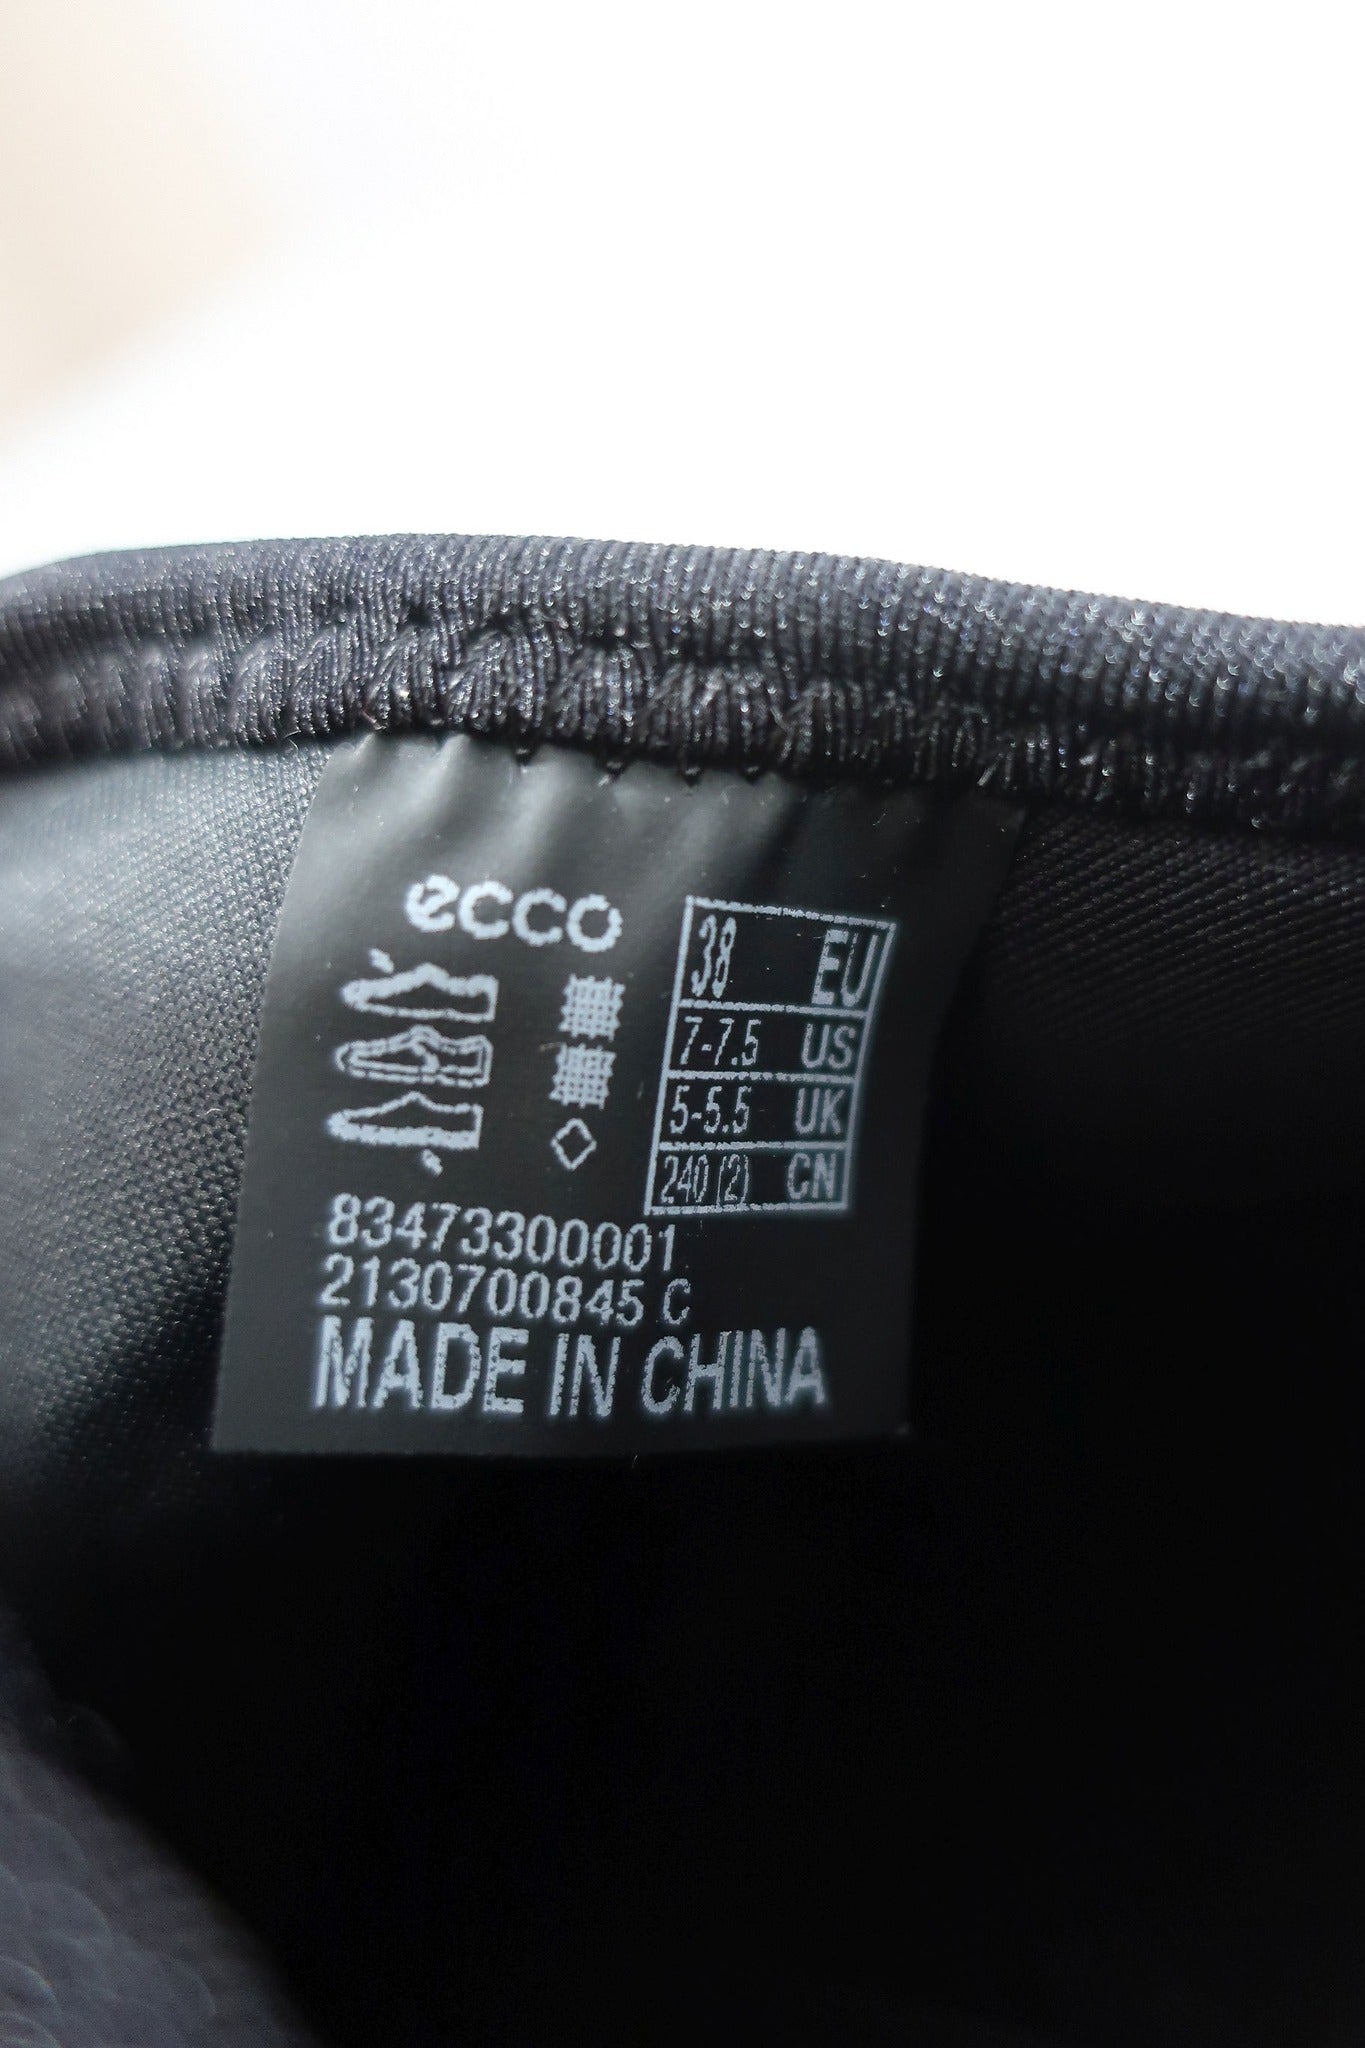 ecco
38 EU
7-7.5 US
5-5.5 UK
240 (2) CN
83473300001
2130700845 C
MADE IN CHINA